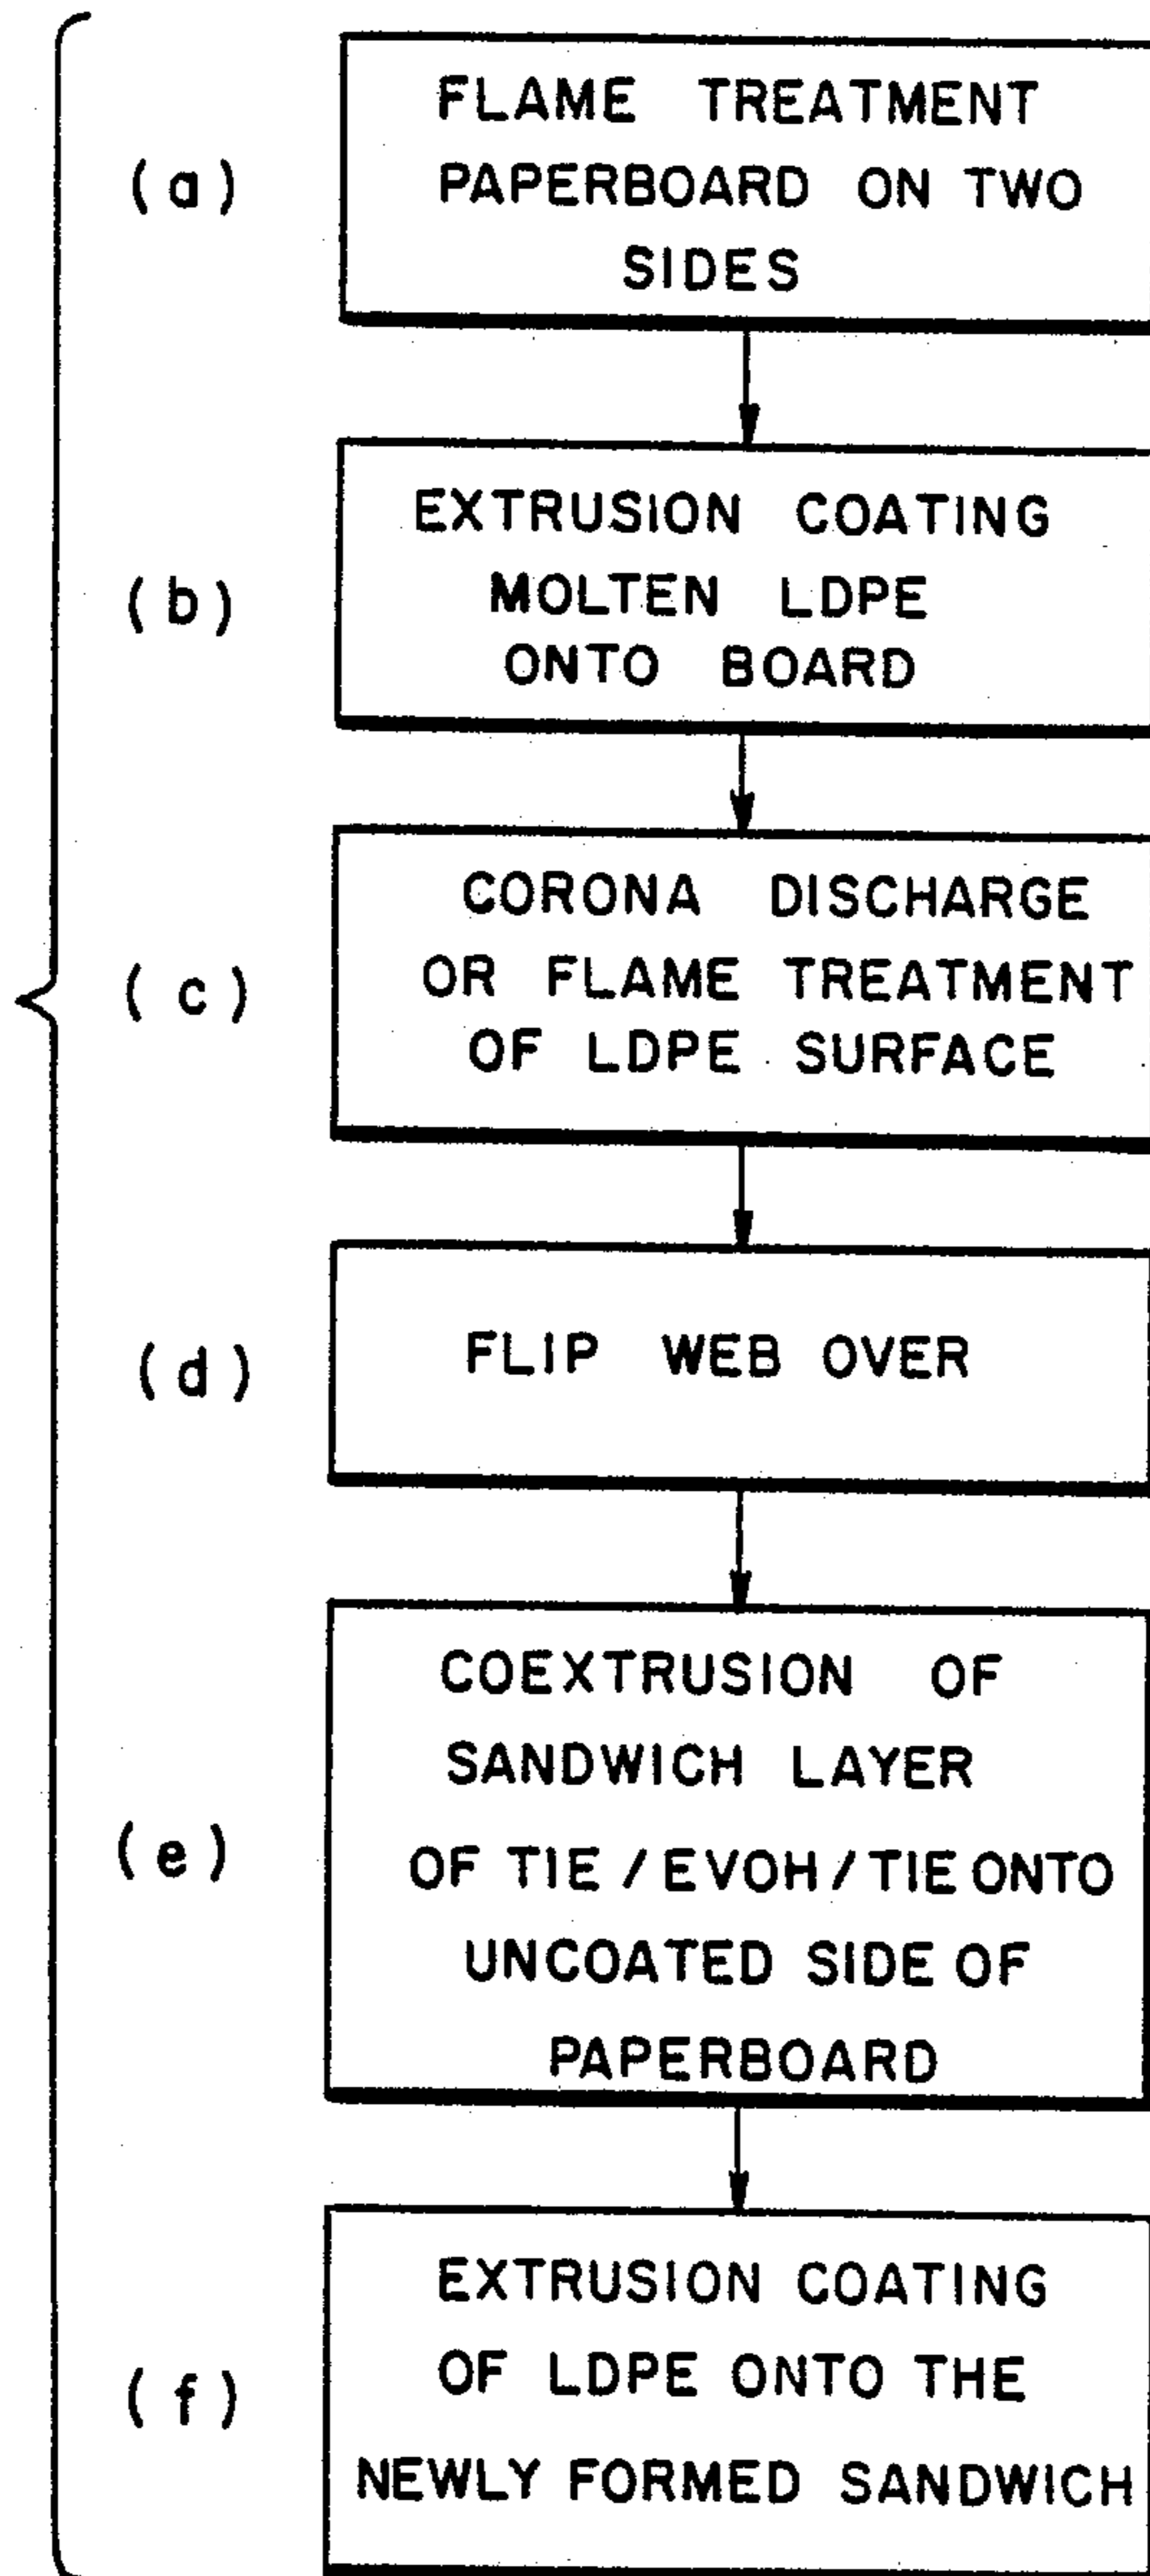 (a)
FLAME TREATMENT
PAPERBOARD ON TWO
SIDES
(b)
EXTRUSION COATING
MOLTEN LDPE
ONTO BOARD
(c)
CORONA DISCHARGE
OR FLAME TREATMENT
OF LDPE SURFACE
(d)
FLIP WEB OVER
(e)
COEXTRUSION OF
SANDWICH LAYER
OF TIE / EVOH / TIE ONTO
UNCOATED SIDE OF
PAPERBOARD
(f)
EXTRUSION COATING
OF LDPE ONTO THE
NEWLY FORMED SANDWICH